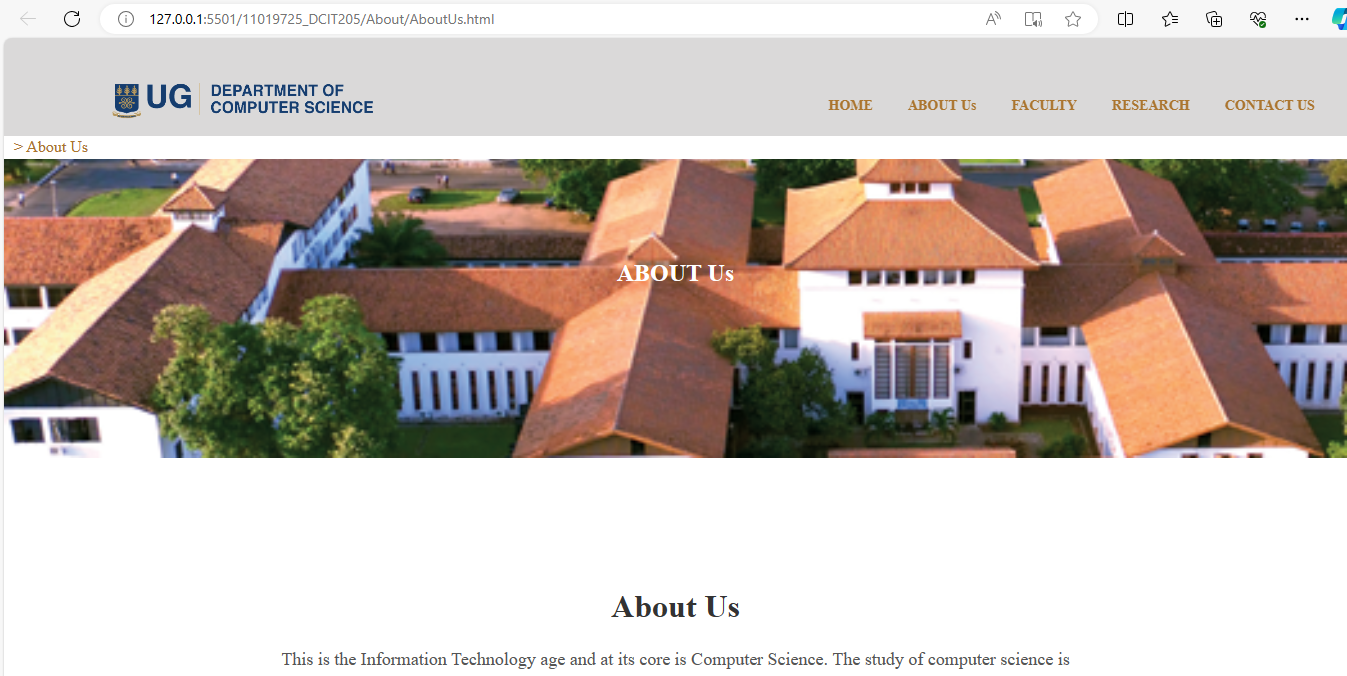 127.0.0.1:5501/11019725_DCIT205/About/AboutUs.html
UG DEPARTMENT OF
COMPUTER SCIENCE
HOME ABOUT Us FACULTY RESEARCH CONTACT US
> About Us
ABOUT Us
About Us
This is the Information Technology age and at its core is Computer Science. The study of computer science is